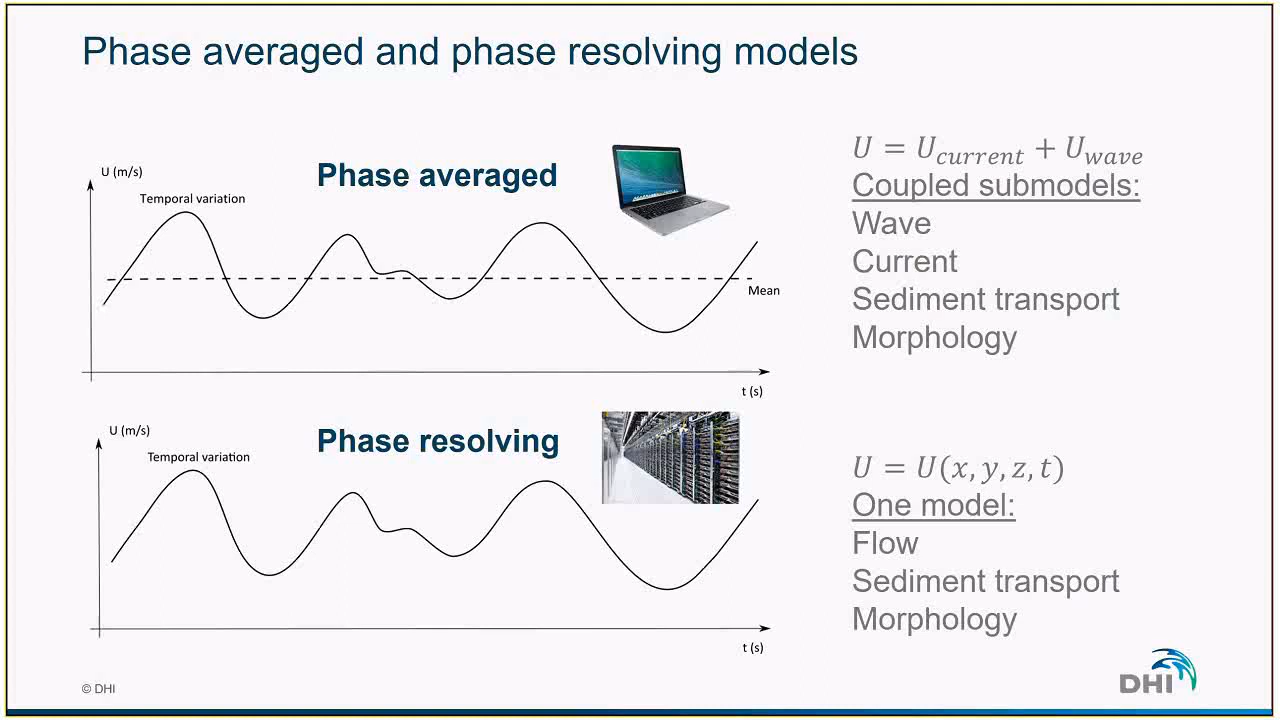 Phase averaged and phase resolving models
U (m/s)
Temporal variation
Phase averaged
Mean
t (s)
U = U_current + U_wave
Coupled submodels:
Wave
Current
Sediment transport
Morphology
U (m/s)
Temporal variation
Phase resolving
t (s)
U = U(x, y, z, t)
One model:
Flow
Sediment transport
Morphology
© DHI
DHI